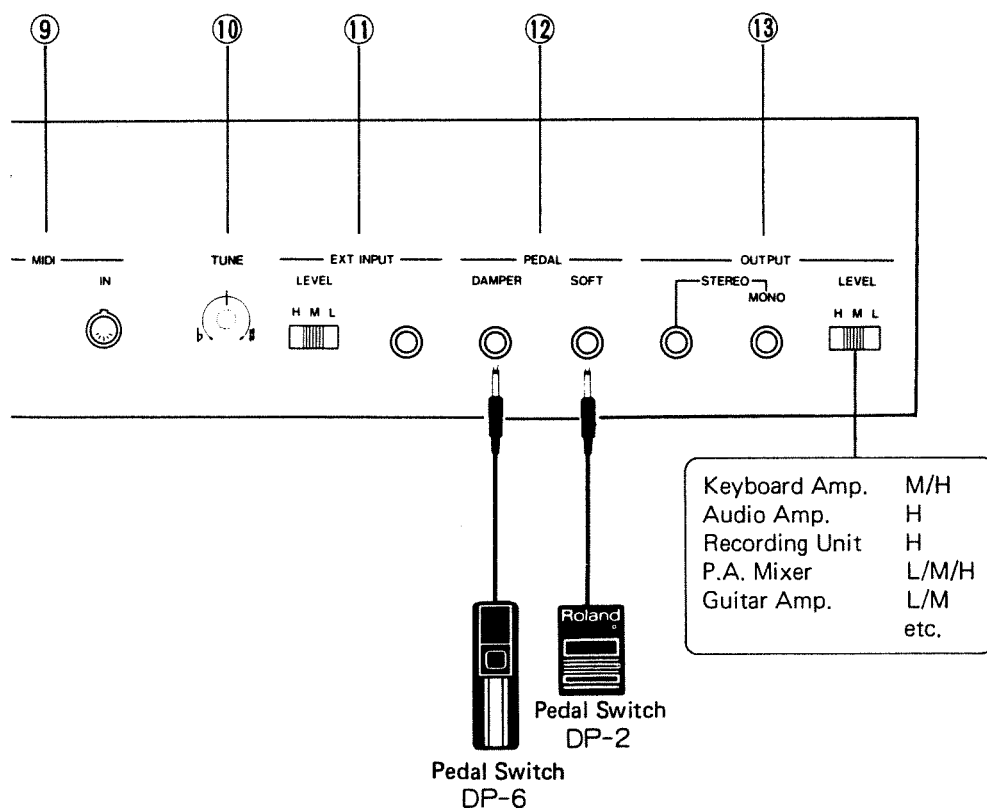 ⑨ ⑩ ⑪ ⑫ ⑬
MIDI TUNE EXT INPUT PEDAL OUTPUT
IN LEVEL DAMPER SOFT STEREO MONO LEVEL
H M L H M L
♭ #
Keyboard Amp. M/H
Audio Amp. H
Recording Unit H
P.A. Mixer L/M/H
Guitar Amp. L/M
etc.
Roland
Pedal Switch
DP-2
Pedal Switch
DP-6